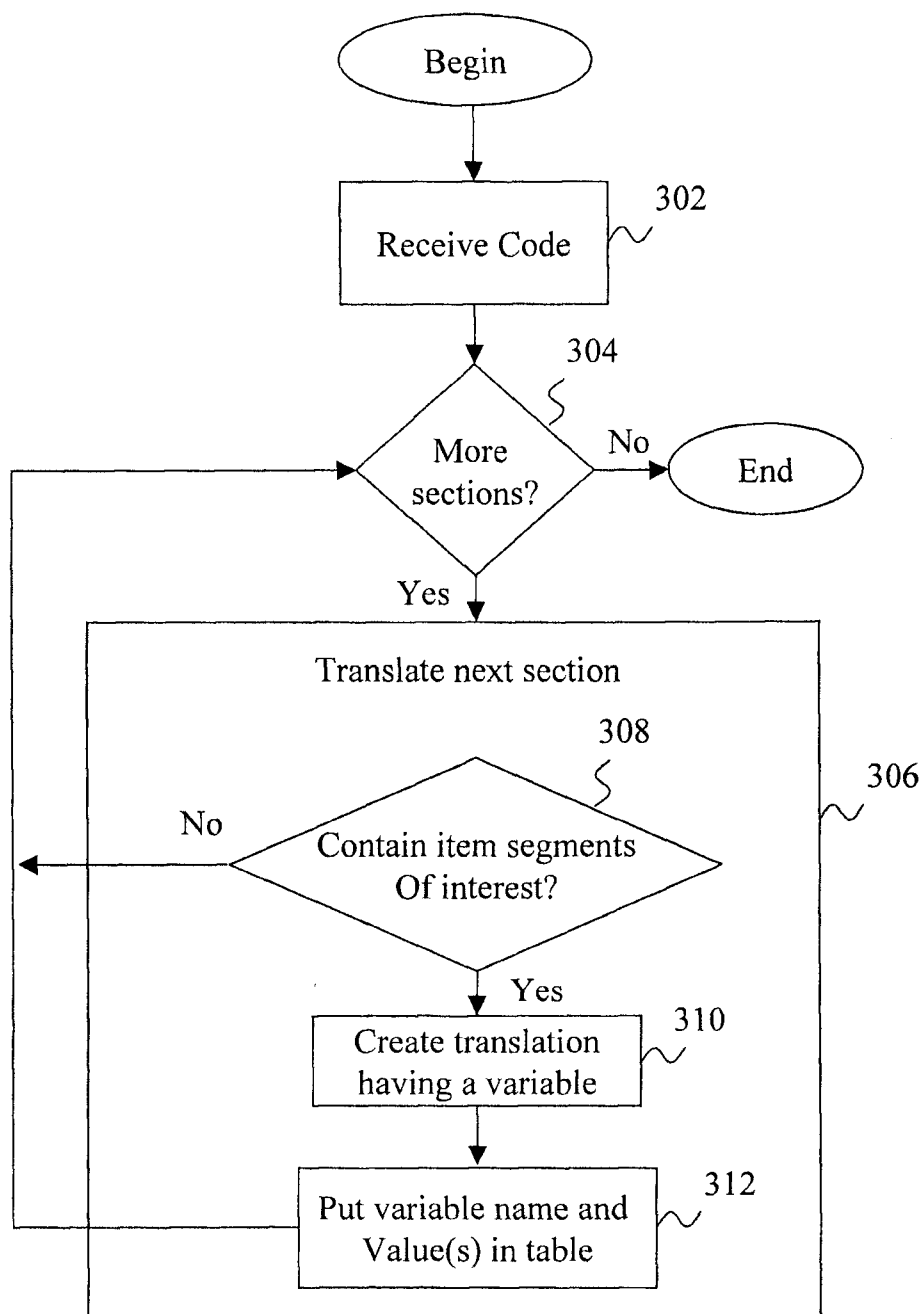 Begin
302
Receive Code
304
More
sections?
No
End
Yes
Translate next section
308
306
No
Contain item segments
Of interest?
Yes
310
Create translation
having a variable
312
Put variable name and
Value(s) in table